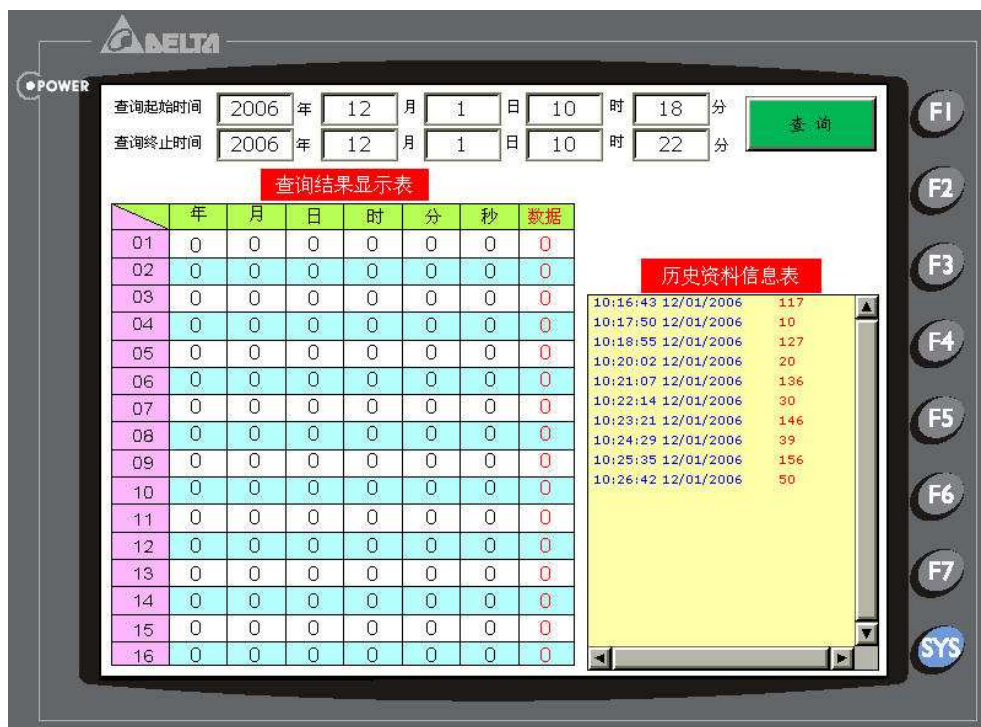 DELTA
POWER
查询起始时间 2006 年 12 月 1 日 10 时 18 分
查询终止时间 2006 年 12 月 1 日 10 时 22 分
查询
查询结果显示表
年 月 日 时 分 秒 数据
01 0 0 0 0 0 0 0
02 0 0 0 0 0 0 0
03 0 0 0 0 0 0 0
04 0 0 0 0 0 0 0
05 0 0 0 0 0 0 0
06 0 0 0 0 0 0 0
07 0 0 0 0 0 0 0
08 0 0 0 0 0 0 0
09 0 0 0 0 0 0 0
10 0 0 0 0 0 0 0
11 0 0 0 0 0 0 0
12 0 0 0 0 0 0 0
13 0 0 0 0 0 0 0
14 0 0 0 0 0 0 0
15 0 0 0 0 0 0 0
16 0 0 0 0 0 0 0
历史资料信息表
10:16:43 12/01/2006 117
10:17:50 12/01/2006 10
10:18:55 12/01/2006 127
10:20:02 12/01/2006 20
10:21:07 12/01/2006 136
10:22:14 12/01/2006 30
10:23:21 12/01/2006 146
10:24:29 12/01/2006 39
10:25:35 12/01/2006 156
10:26:42 12/01/2006 50
F1
F2
F3
F4
F5
F6
F7
SYS